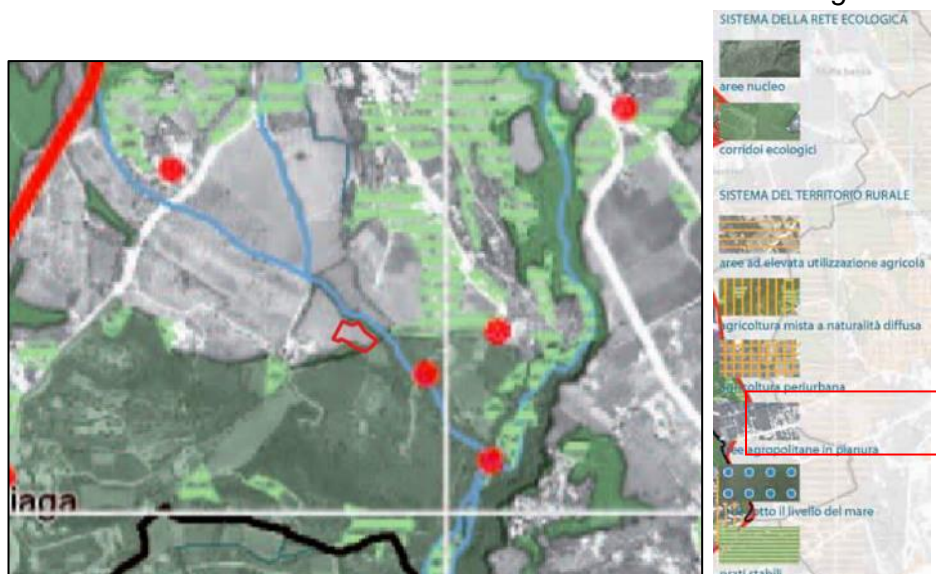 SISTEMA DELLA RETE ECOLOGICA
aree nucleo
corridoi ecologici
SISTEMA DEL TERRITORIO RURALE
aree ad elevata utilizzazione agricola
agricoltura mista a naturalità diffusa
agricoltura periurbana
aree agropolitane in pianura
sotto il livello del mare
prati stabili
iaga